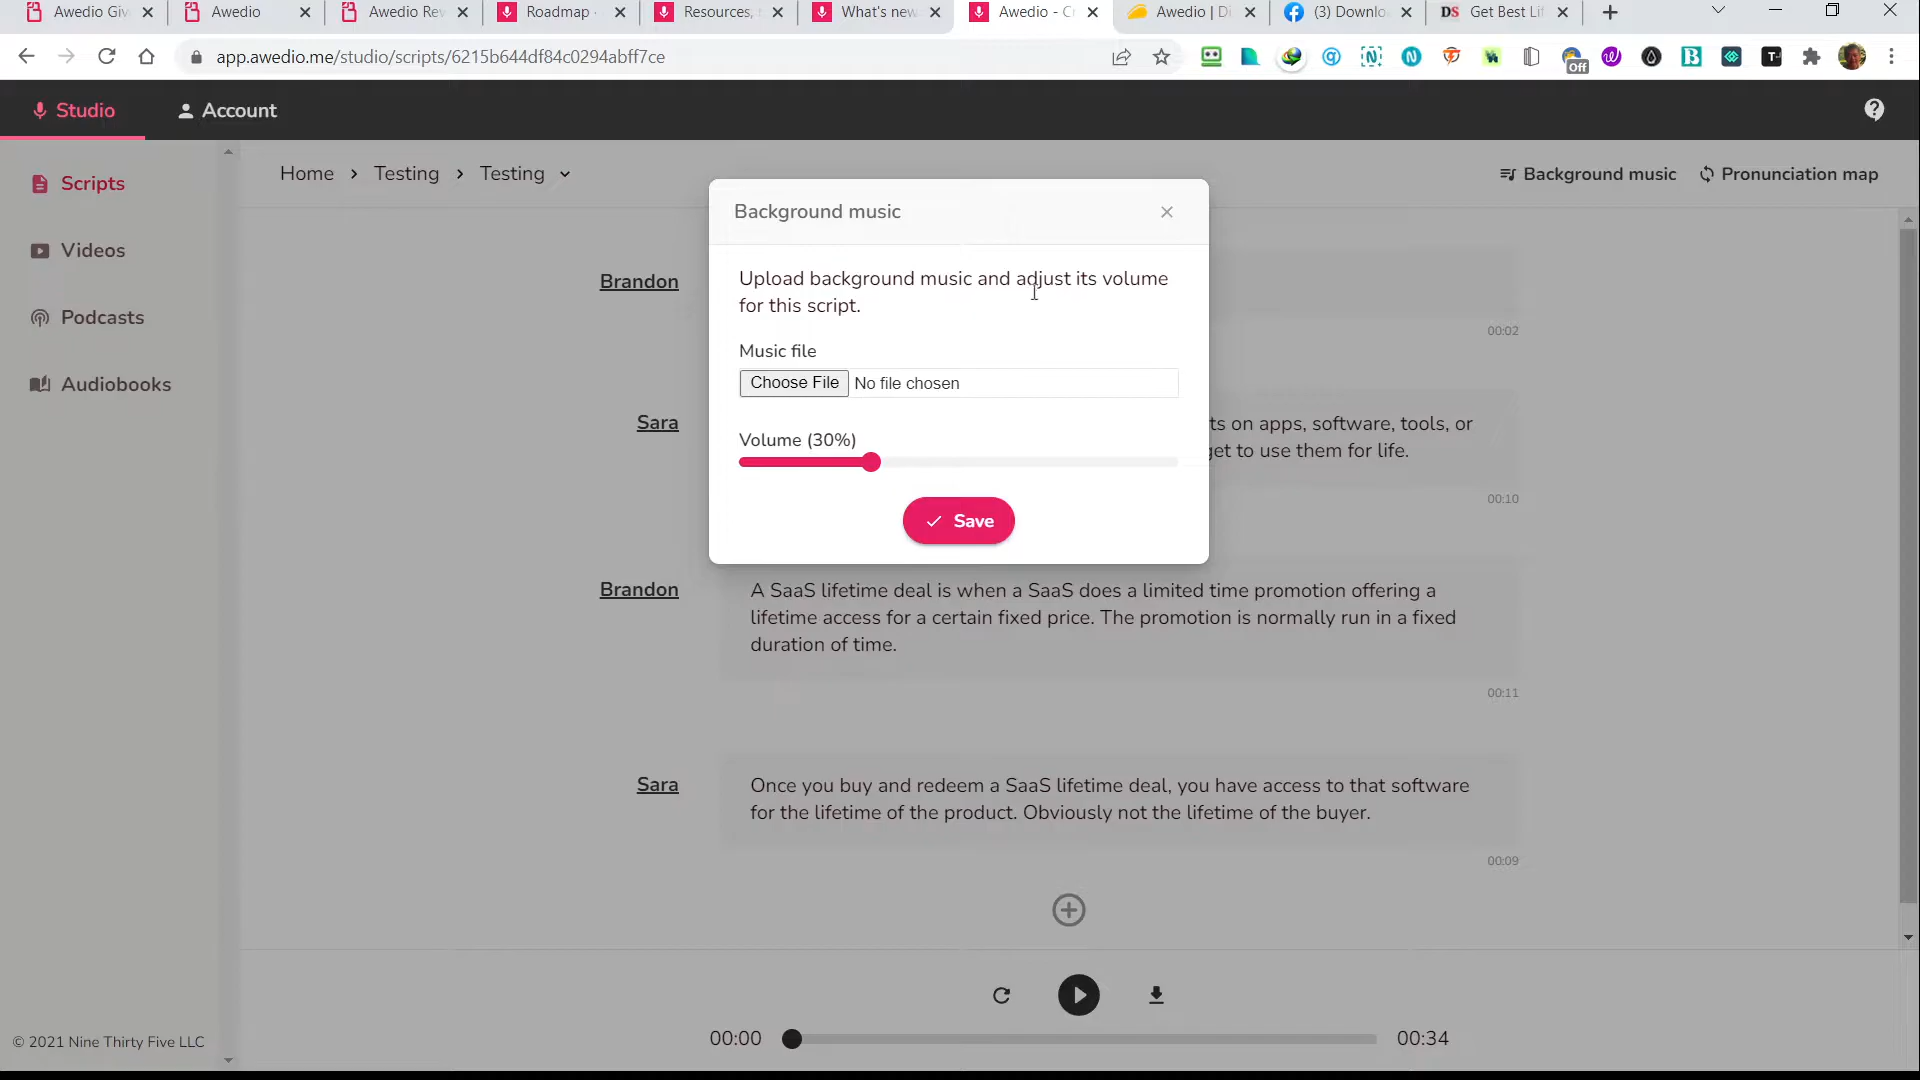 Awedio Giv
Awedio
Awedio Rev
Roadmap
Resources,
What's new
Awedio - C
Awedio | Di
(3) Downlo
Get Best Li
app.awedio.me/studio/scripts/6215b644df84c0294abff7ce
Off
Studio
Account
Scripts
Videos
Podcasts
Audiobooks
© 2021 Nine Thirty Five LLC
Home > Testing > Testing
Background music
Pronunciation map
Background music
Upload background music and adjust its volume
for this script.
Music file
Choose File No file chosen
Volume (30%)
Save
Brandon
00:02
Sara
ts on apps, software, tools, or
get to use them for life.
00:10
Brandon
A SaaS lifetime deal is when a SaaS does a limited time promotion offering a
lifetime access for a certain fixed price. The promotion is normally run in a fixed
duration of time.
00:11
Sara
Once you buy and redeem a SaaS lifetime deal, you have access to that software
for the lifetime of the product. Obviously not the lifetime of the buyer.
00:09
00:00
00:34